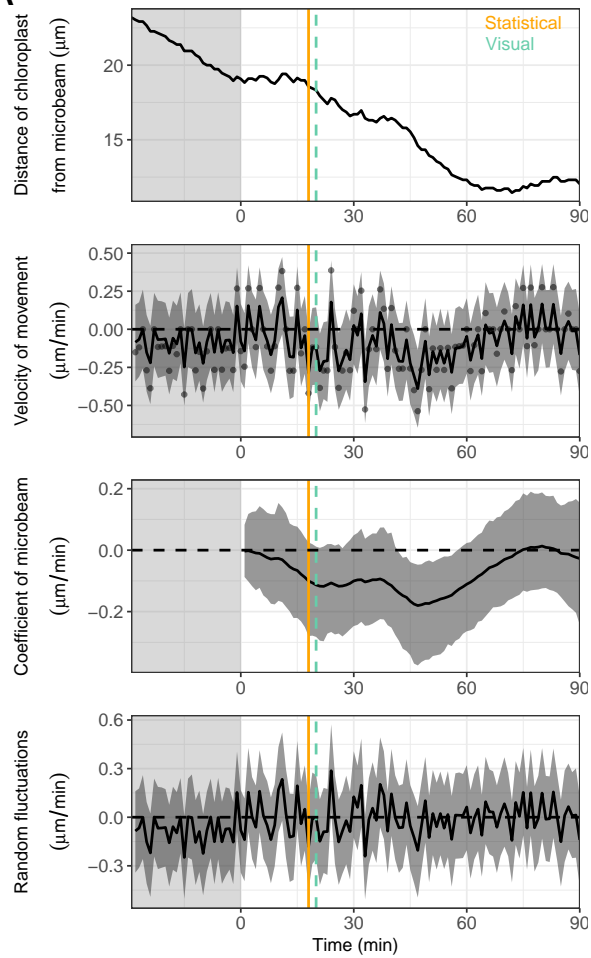 Statistical
Visual
Distance of chloroplast
from microbeam (μm)
20
15
0 30 60 90
Velocity of movement
(μm/min)
0.50
0.25
0.00
−0.25
−0.50
0 30 60 90
Coefficient of microbeam
(μm/min)
0.2
0.0
−0.2
0 30 60 90
Random fluctuations
(μm/min)
0.6
0.3
0.0
−0.3
0 30 60 90
Time (min)